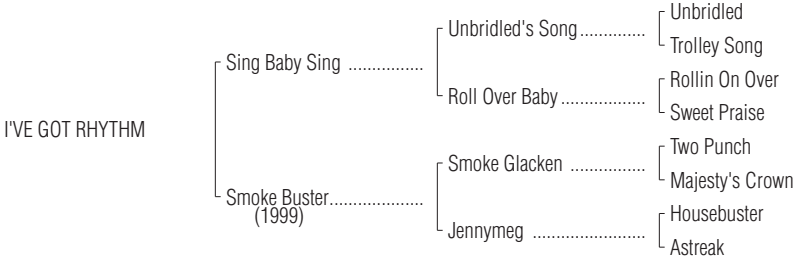 Unbridled
Unbridled's Song..............
Trolley Song
Sing Baby Sing ................
Rollin On Over
Roll Over Baby..................
Sweet Praise
I'VE GOT RHYTHM
Two Punch
Smoke Glacken ................
Majesty's Crown
Smoke Buster....................
(1999)
Housebuster
Jennymeg ........................
Astreak